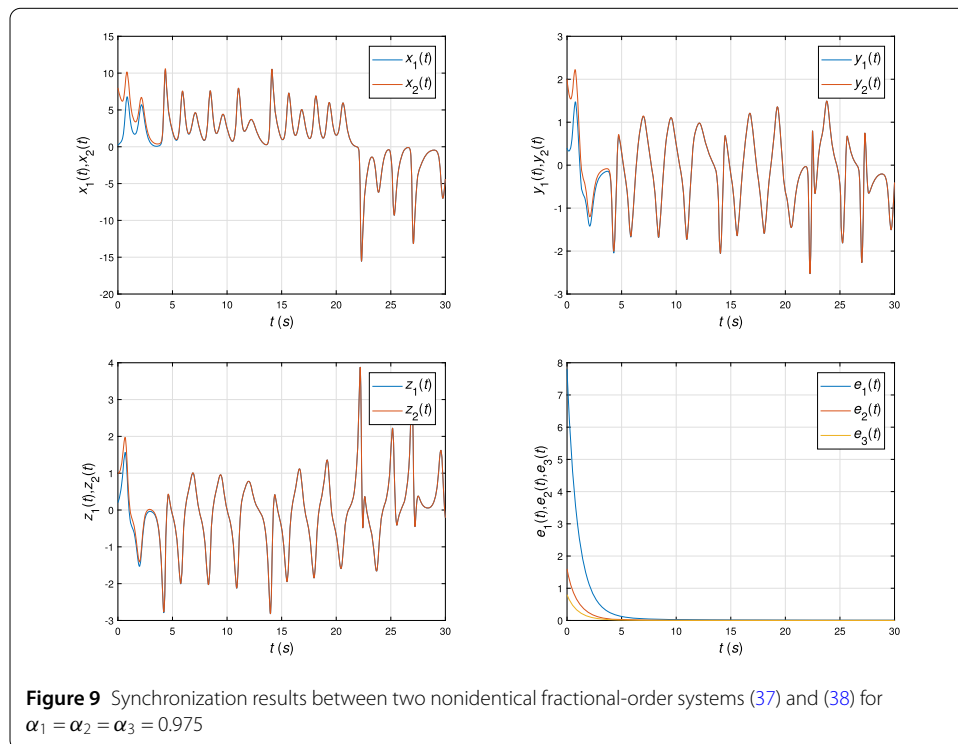 15
10
5
0
-5
-10
-15
-20
0 5 10 15 20 25 30
x1(t),x2(t)
t (s)
x1(t)
x2(t)
3
2
1
0
-1
-2
-3
0 5 10 15 20 25 30
y1(t),y2(t)
t (s)
y1(t)
y2(t)
4
3
2
1
0
-1
-2
-3
0 5 10 15 20 25 30
z1(t),z2(t)
t (s)
z1(t)
z2(t)
8
7
6
5
4
3
2
1
0
0 5 10 15 20 25 30
e1(t),e2(t),e3(t)
t (s)
e1(t)
e2(t)
e3(t)
Figure 9 Synchronization results between two nonidentical fractional-order systems (37) and (38) for
α1 = α2 = α3 = 0.975